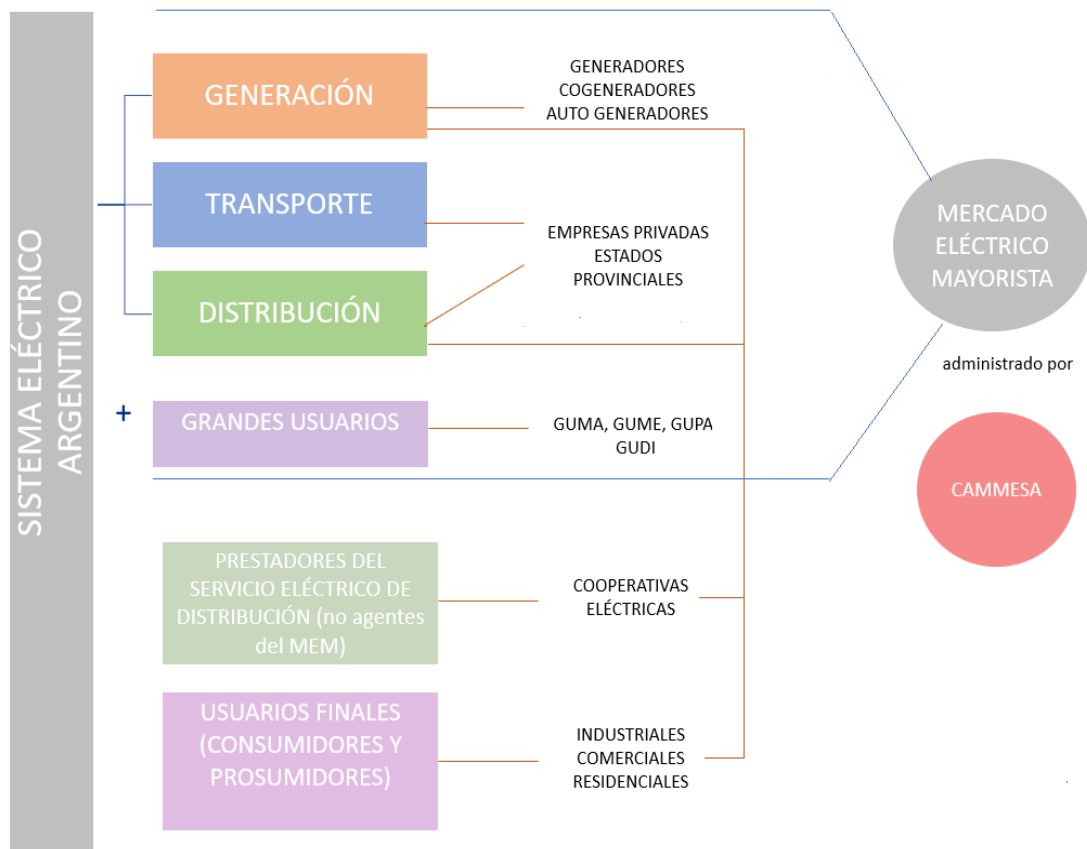 SISTEMA ELÉCTRICO
ARGENTINO
GENERACIÓN
GENERADORES
COGENERADORES
AUTO GENERADORES
TRANSPORTE
EMPRESAS PRIVADAS
ESTADOS
PROVINCIALES
DISTRIBUCIÓN
+
GRANDES USUARIOS
GUMA, GUME, GUPA
GUDI
MERCADO
ELÉCTRICO
MAYORISTA
administrado por
CAMMESA
PRESTADORES DEL
SERVICIO ELÉCTRICO DE
DISTRIBUCIÓN (no agentes
del MEM)
COOPERATIVAS
ELÉCTRICAS
USUARIOS FINALES
(CONSUMIDORES Y
PROSUMIDORES)
INDUSTRIALES
COMERCIALES
RESIDENCIALES